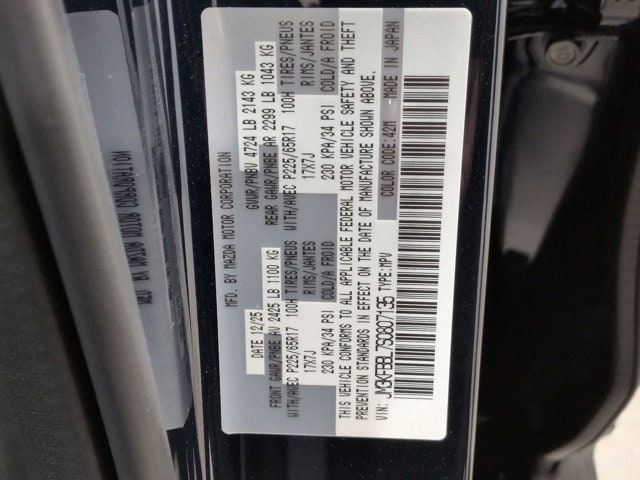 MFD. BY MAZDA MOTOR CORPORATION
DATE 12/25 GVWR/PNBV 4724 LB 2143 KG
FRONT GAWR/PNBE AV 2425 LB 1100 KG REAR GAWR/PNBE AR 2299 LB 1043 KG
WITH/AVEC P225/65R17 100H TIRES/PNEUS WITH/AVEC P225/65R17 100H TIRES/PNEUS
17X7J RIMS/JANTES 17X7J RIMS/JANTES
230 KPA/34 PSI COLD/A FROID 230 KPA/34 PSI COLD/A FROID
THIS VEHICLE CONFORMS TO ALL APPLICABLE FEDERAL MOTOR VEHICLE SAFETY AND THEFT
PREVENTION STANDARDS IN EFFECT ON THE DATE OF MANUFACTURE SHOWN ABOVE.
VIN: JM3KFBBL7S0807135 TYPE:MPV COLOR CODE:42M MADE IN JAPAN